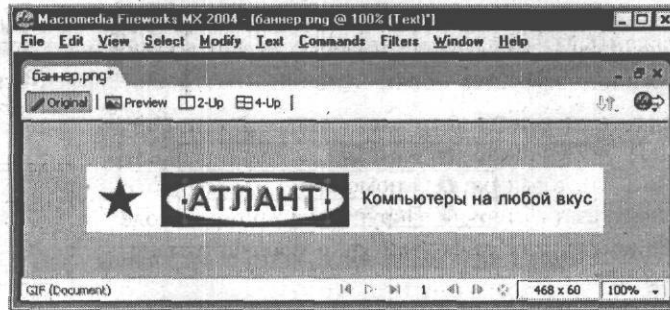 Macromedia Fireworks MX 2004 - [баннер.png @ 100% (Text)*]
File Edit View Select Modify Text Commands Filters Window Help
баннер.png*
Original Preview 2-Up 4-Up
АТЛАНТ Компьютеры на любой вкус
GIF (Document) 1 468 x 60 100%